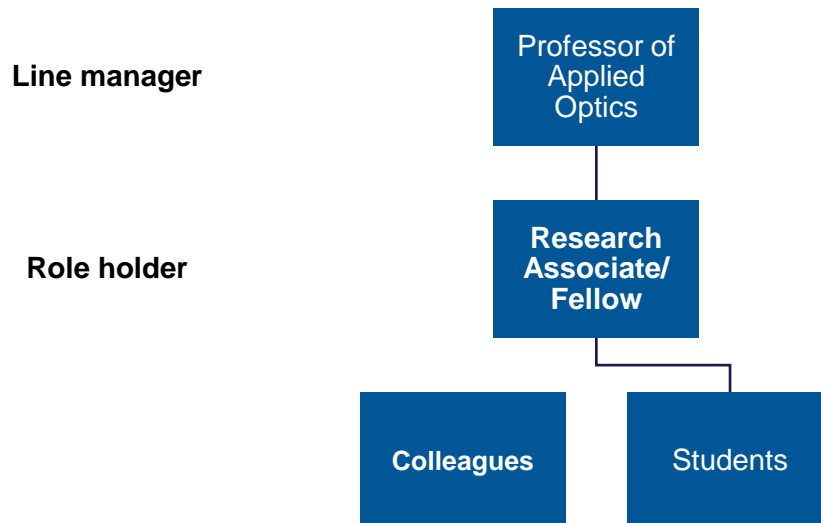 Line manager
Professor of
Applied
Optics
Role holder
Research
Associate/
Fellow
Colleagues
Students